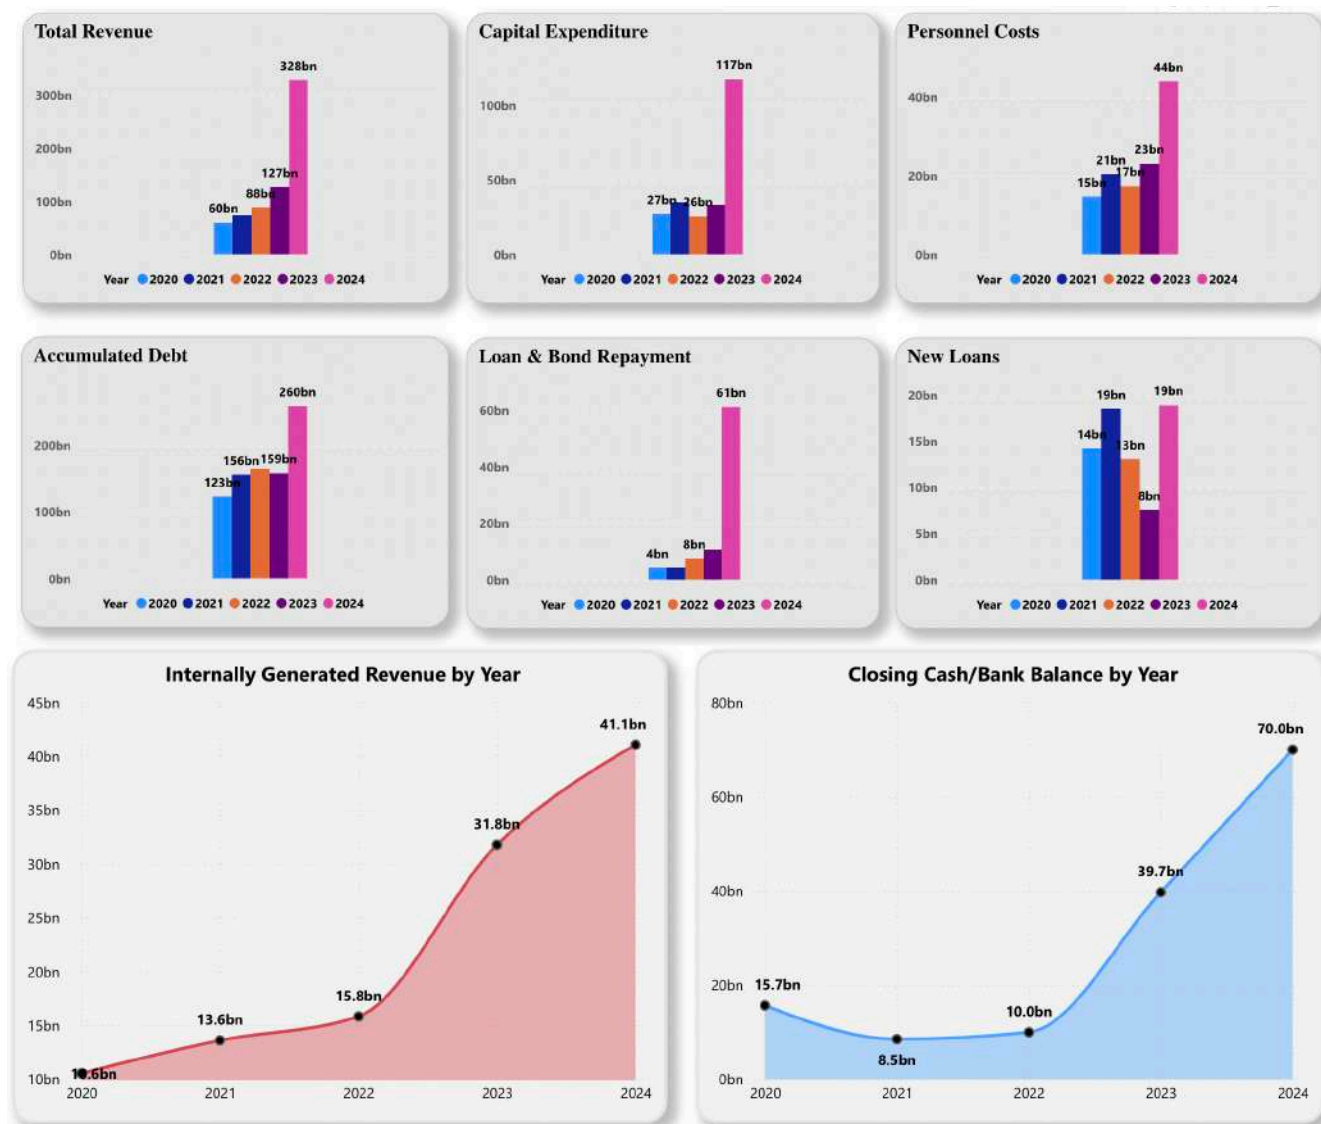 Total Revenue
328bn
300bn
200bn
127bn
88bn
100bn
60bn
0bn
Year 2020 2021 2022 2023 2024
Capital Expenditure
117bn
100bn
50bn
27bn 26bn
0bn
Year 2020 2021 2022 2023 2024
Personnel Costs
44bn
40bn
23bn
21bn
20bn
17bn
15bn
0bn
Year 2020 2021 2022 2023 2024
Accumulated Debt
260bn
200bn
156bn 159bn
123bn
100bn
0bn
Year 2020 2021 2022 2023 2024
Loan & Bond Repayment
61bn
60bn
40bn
20bn
8bn
4bn
0bn
Year 2020 2021 2022 2023 2024
New Loans
20bn
19bn 19bn
15bn
14bn
13bn
10bn
8bn
5bn
0bn
Year 2020 2021 2022 2023 2024
Internally Generated Revenue by Year
45bn
41.1bn
40bn
35bn
31.8bn
30bn
25bn
20bn
15.8bn
15bn
13.6bn
10bn
2020 2021 2022 2023 2024
Closing Cash/Bank Balance by Year
80bn
70.0bn
60bn
39.7bn
40bn
20bn
15.7bn
10.0bn
8.5bn
0bn
2020 2021 2022 2023 2024